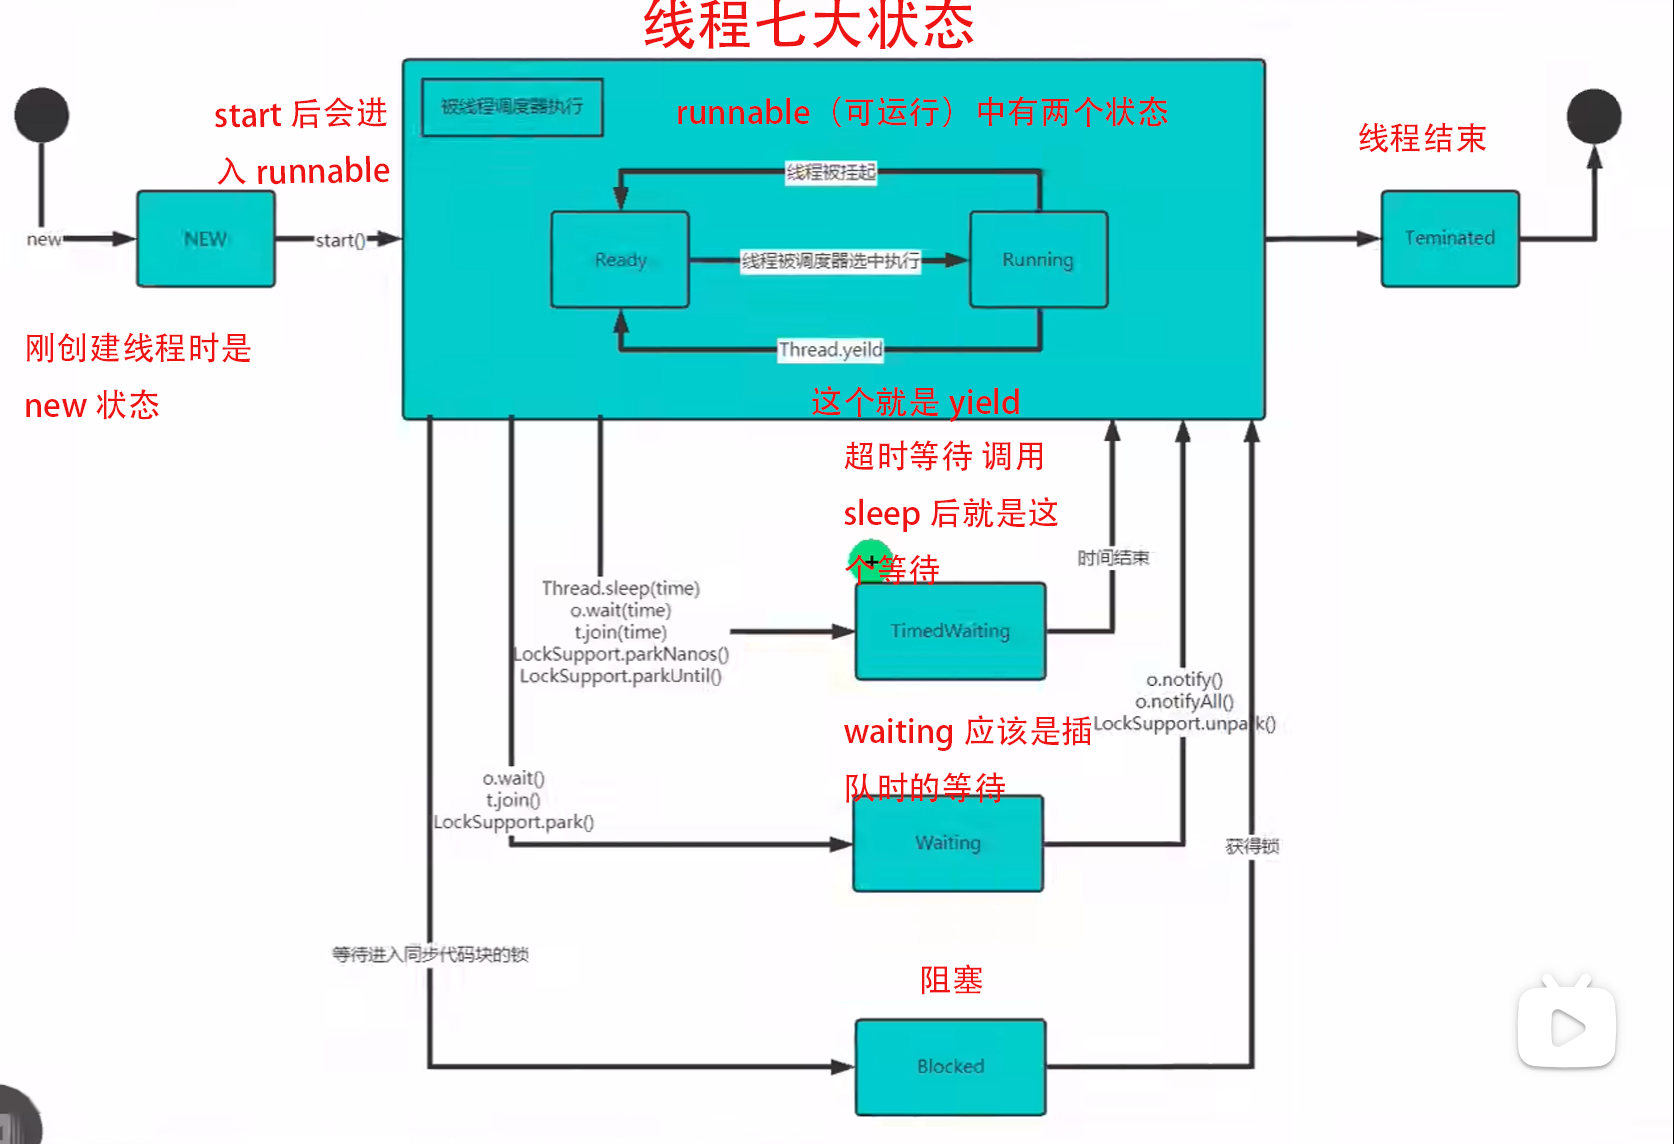 线程七大状态
start 后会进
入 runnable
被线程调度器执行
runnable（可运行）中有两个状态
线程结束
线程被挂起
new
NEW
start()
Ready
线程被调度器选中执行
Running
Teminated
刚创建线程时是
new 状态
Thread.yeild
这个就是 yield
超时等待 调用
sleep 后就是这
个等待
时间结束
Thread.sleep(time)
o.wait(time)
t.join(time)
LockSupport.parkNanos()
LockSupport.parkUntil()
TimedWaiting
o.notify()
o.notifyAll()
LockSupport.unpark()
waiting 应该是插
队时的等待
o.wait()
t.join()
LockSupport.park()
Waiting
获得锁
等待进入同步代码块的锁
阻塞
Blocked